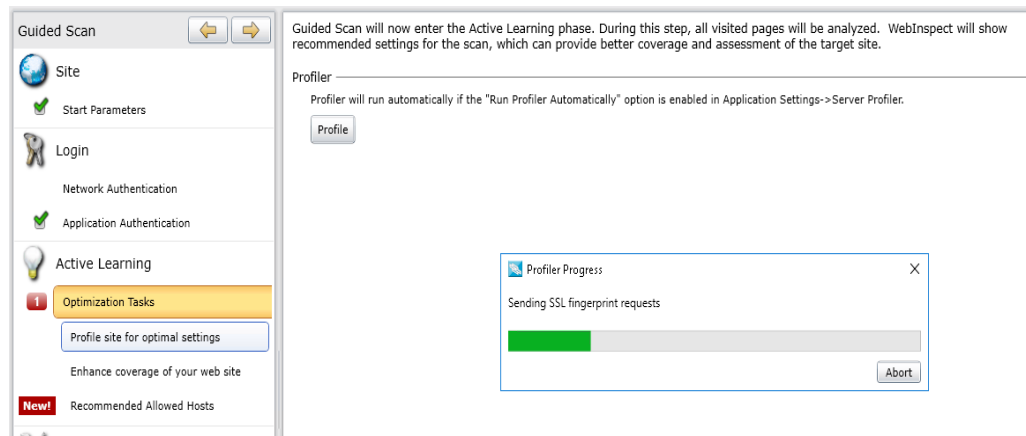 Guided Scan
Site
Start Parameters
Login
Network Authentication
Application Authentication
Active Learning
1 Optimization Tasks
Profile site for optimal settings
Enhance coverage of your web site
New! Recommended Allowed Hosts
Guided Scan will now enter the Active Learning phase. During this step, all visited pages will be analyzed. WebInspect will show
recommended settings for the scan, which can provide better coverage and assessment of the target site.
Profiler
Profiler will run automatically if the "Run Profiler Automatically" option is enabled in Application Settings->Server Profiler.
Profile
Profiler Progress
Sending SSL fingerprint requests
Abort